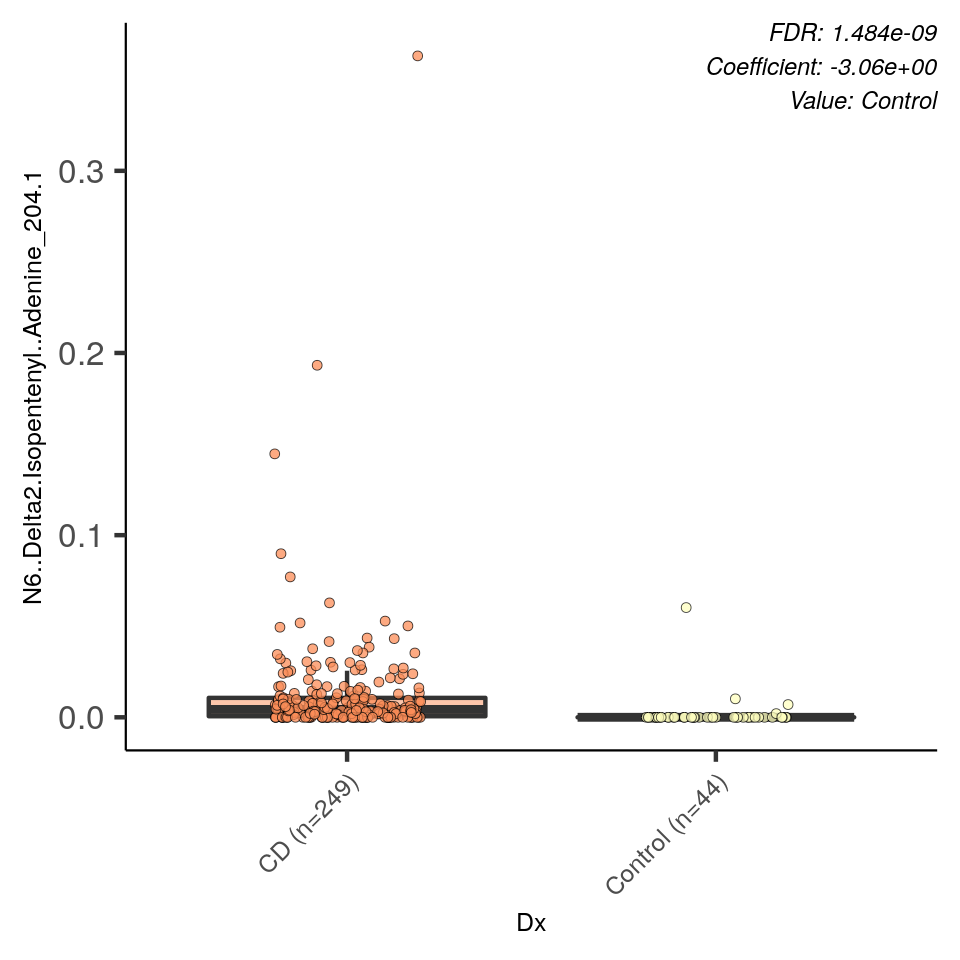 FDR: 1.484e-09
Coefficient: -3.06e+00
Value: Control
N6..Delta2.Isopentenyl..Adenine_204.1
0.3
0.2
0.1
0.0
CD (n=249)
Control (n=44)
Dx